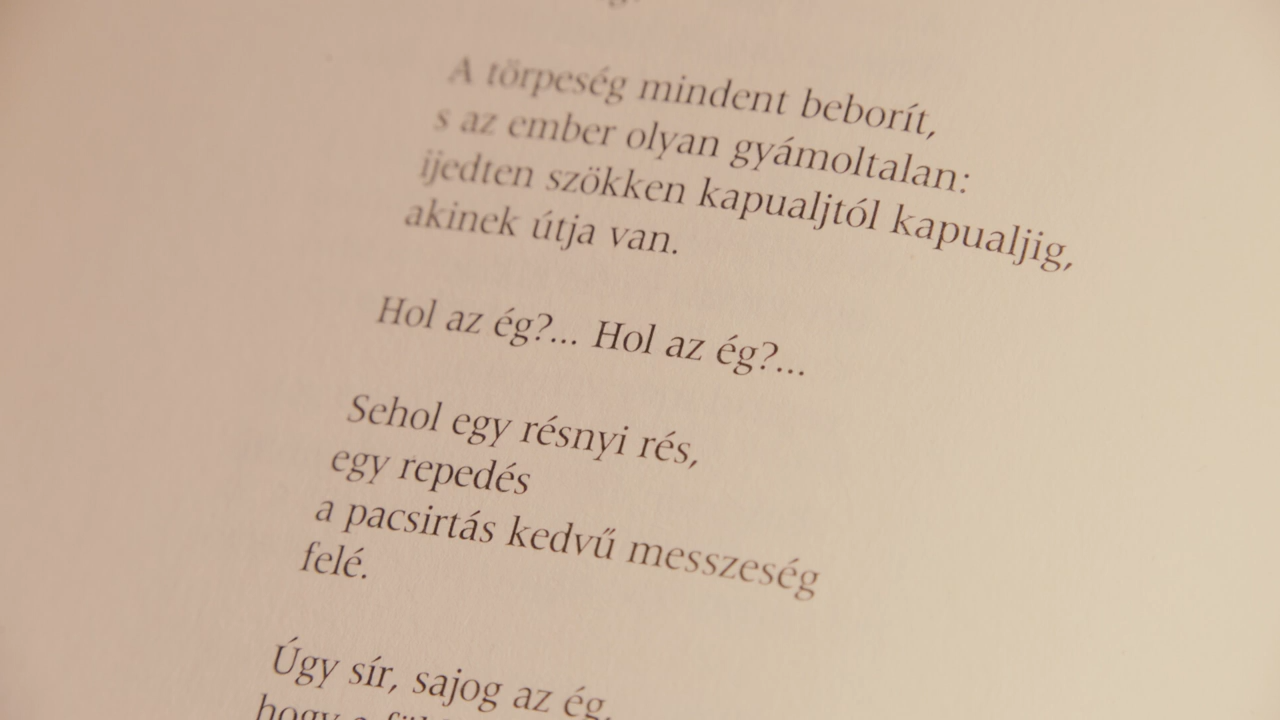 A törpeség mindent beborít,
s az ember olyan gyámoltalan:
ijedten szökken kapualjtól kapualjig,
akinek útja van.
Hol az ég?... Hol az ég?...
Sehol egy résnyi rés,
egy repedés
a pacsirtás kedvű messzeség
felé.
Úgy sír, sajog az ég,
hogy a